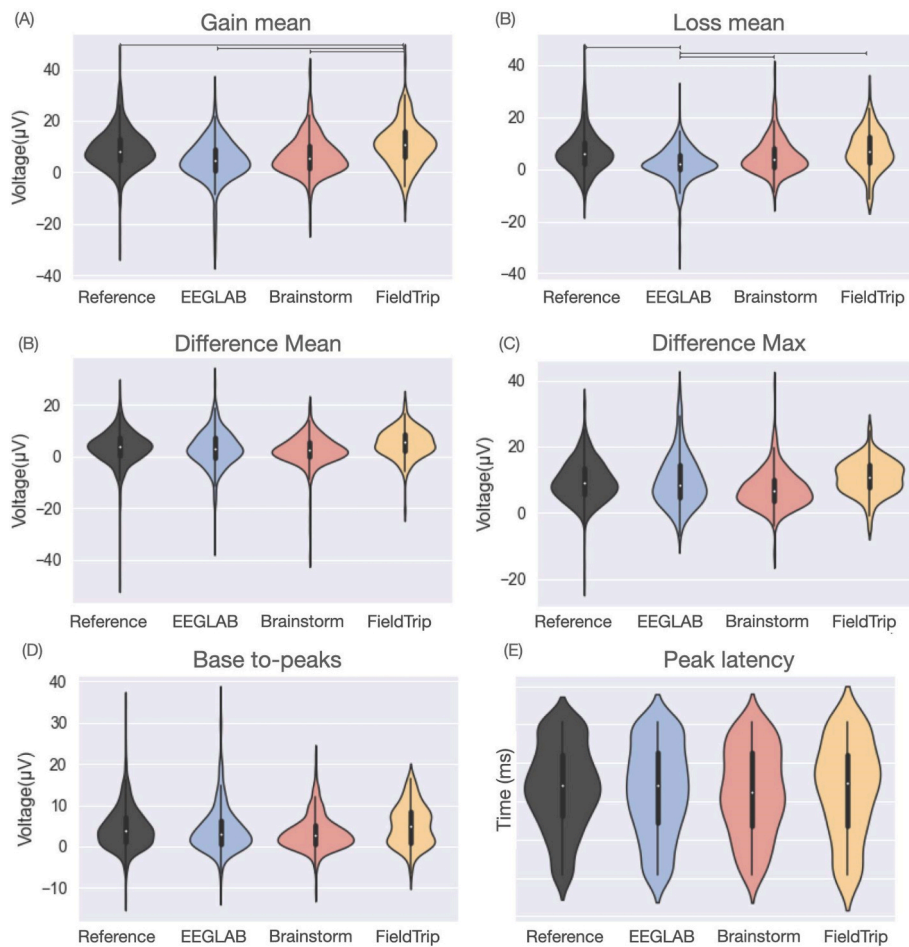 (A) Gain mean
Voltage(µV)
40
20
0
−20
−40
Reference EEGLAB Brainstorm FieldTrip
(B) Loss mean
Voltage(µV)
40
20
0
−20
−40
Reference EEGLAB Brainstorm FieldTrip
(B) Difference Mean
Voltage(µV)
20
0
−20
−40
Reference EEGLAB Brainstorm FieldTrip
(C) Difference Max
Voltage(µV)
40
20
0
−20
Reference EEGLAB Brainstorm FieldTrip
(D) Base to-peaks
Voltage(µV)
40
30
20
10
0
−10
Reference EEGLAB Brainstorm FieldTrip
(E) Peak latency
Time (ms)
Reference EEGLAB Brainstorm FieldTrip